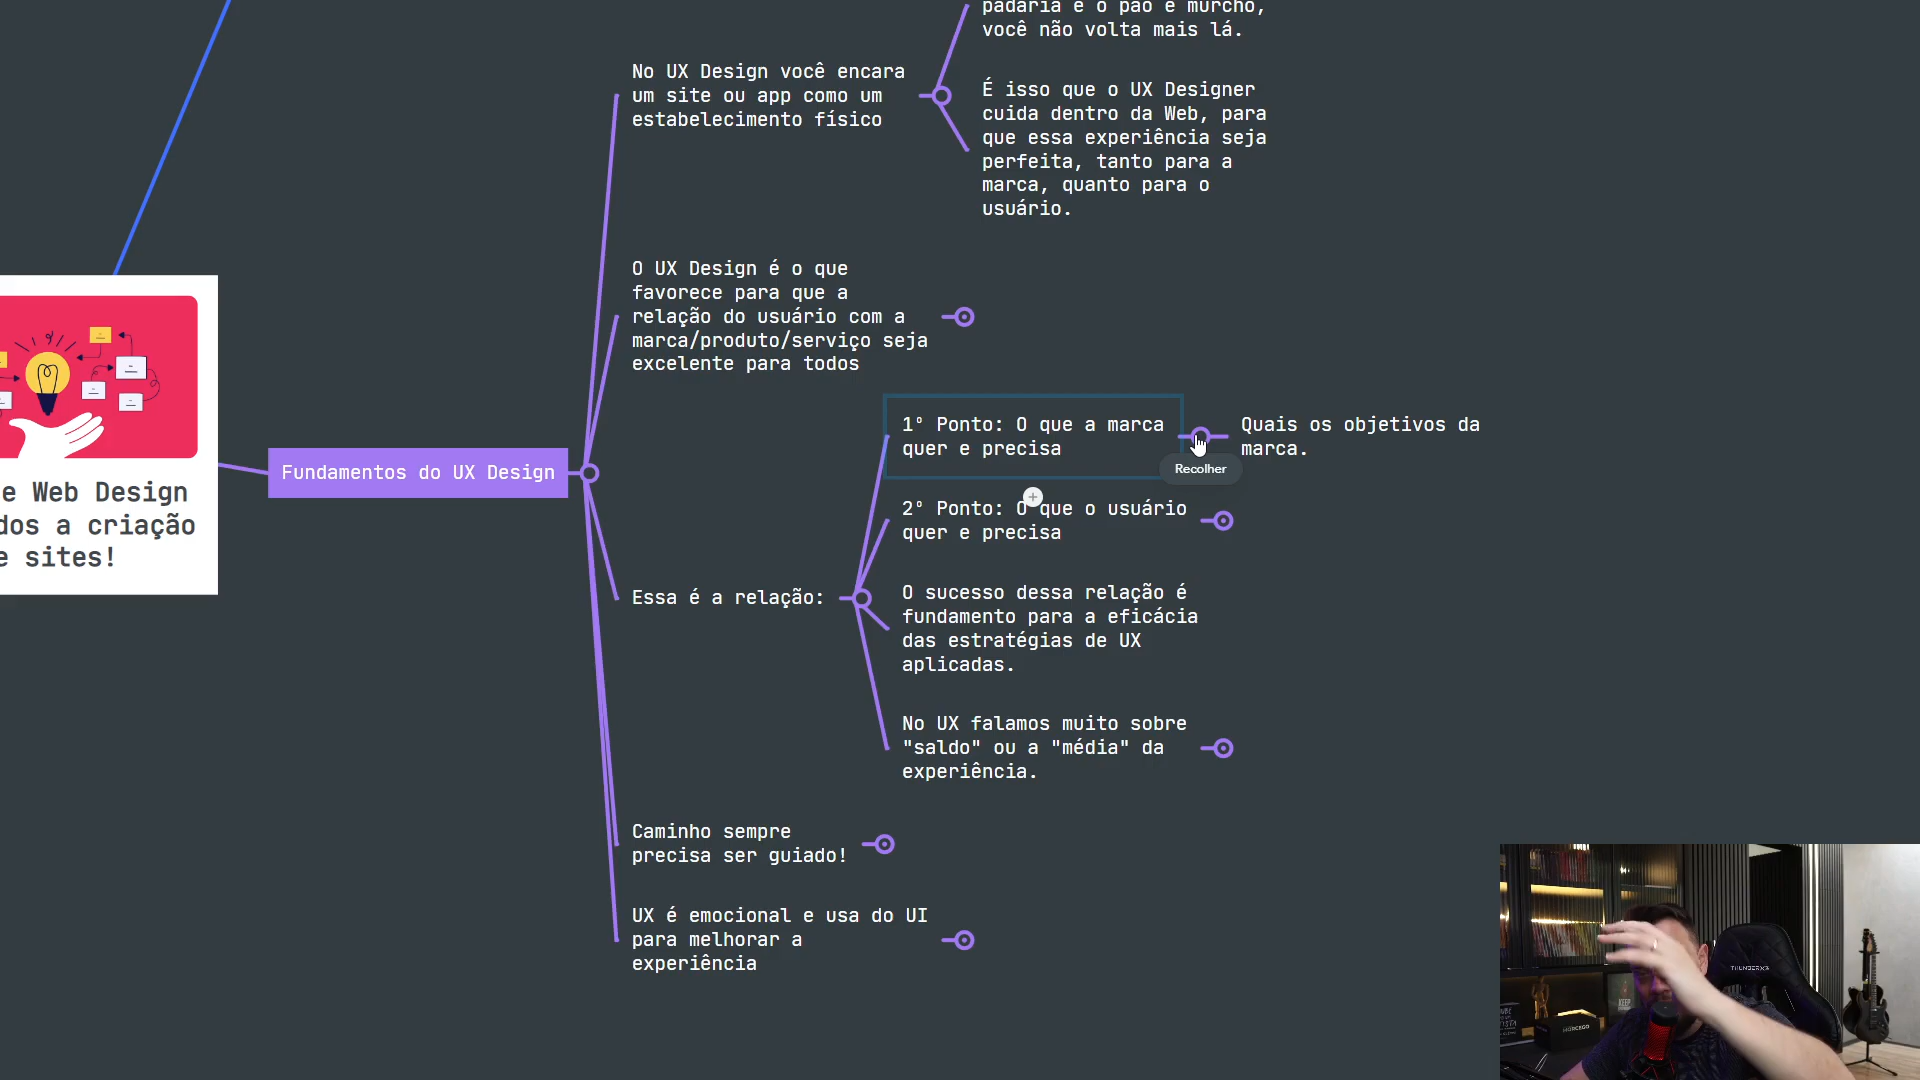 padaria e o pão é murcho,
você não volta mais lá.
No UX Design você encara
um site ou app como um
estabelecimento físico
É isso que o UX Designer
cuida dentro da Web, para
que essa experiência seja
perfeita, tanto para a
marca, quanto para o
usuário.
O UX Design é o que
favorece para que a
relação do usuário com a
marca/produto/serviço seja
excelente para todos
1º Ponto: O que a marca
quer e precisa
Quais os objetivos da
marca.
Recolher
Fundamentos do UX Design
e Web Design
dos a criação
e sites!
2º Ponto: O que o usuário
quer e precisa
Essa é a relação:
O sucesso dessa relação é
fundamento para a eficácia
das estratégias de UX
aplicadas.
No UX falamos muito sobre
"saldo" ou a "média" da
experiência.
Caminho sempre
precisa ser guiado!
UX é emocional e usa do UI
para melhorar a
experiência
THUNDERX3
KEEP